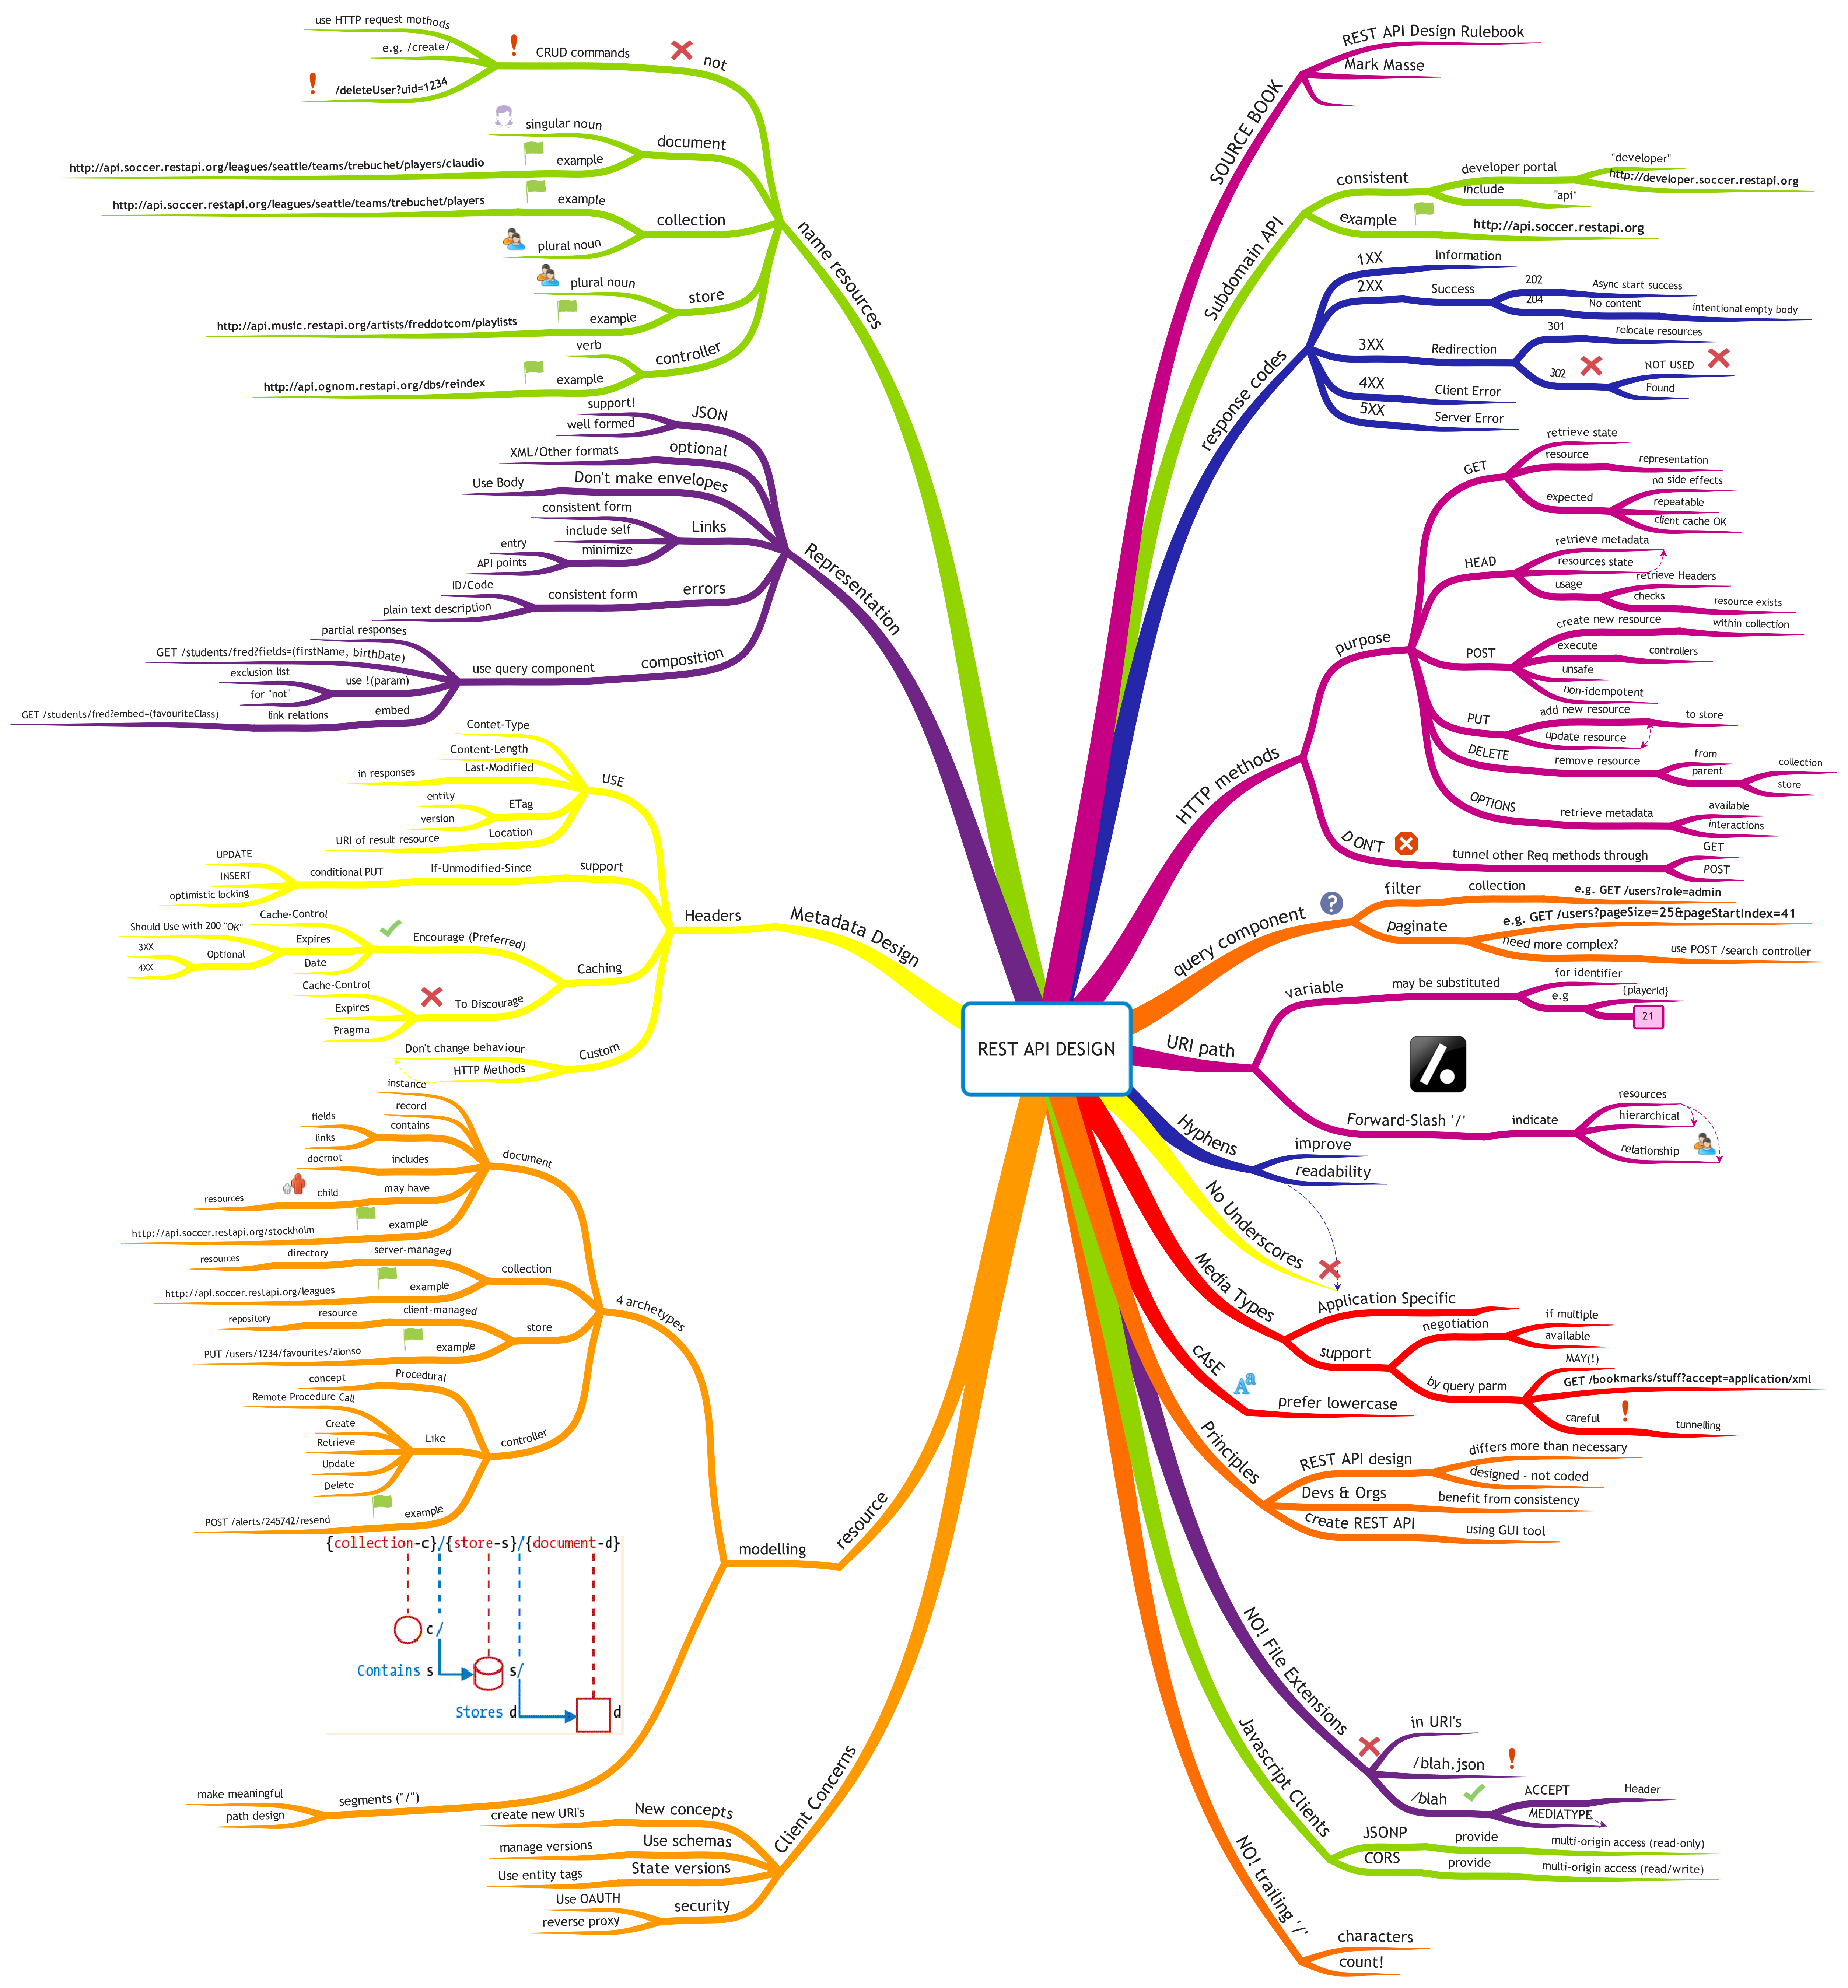 REST API DESIGN
SOURCE BOOK
REST API Design Rulebook
Mark Masse
Subdomain API
consistent
developer portal
"developer"
http://developer.soccer.restapi.org
include
"api"
example
http://api.soccer.restapi.org
response codes
1XX
Information
2XX
Success
202
Async start success
204
No content
intentional empty body
3XX
Redirection
301
relocate resources
302
NOT USED
Found
4XX
Client Error
5XX
Server Error
HTTP methods
purpose
GET
retrieve state
resource
representation
expected
no side effects
repeatable
client cache OK
HEAD
retrieve metadata
resources state
usage
retrieve Headers
checks
resource exists
POST
create new resource
within collection
execute
controllers
unsafe
non-idempotent
PUT
add new resource
to store
update resource
DELETE
remove resource
from
parent
collection
store
OPTIONS
retrieve metadata
available
interactions
DON'T
tunnel other Req methods through
GET
POST
query component
filter
collection
e.g. GET /users?role=admin
paginate
e.g. GET /users?pageSize=25&pageStartIndex=41
need more complex?
use POST /search controller
URI path
variable
may be substituted
for identifier
e.g
{playerId}
21
Forward-Slash '/'
indicate
resources
hierarchical
relationship
Hyphens
improve
readability
No Underscores
Media Types
Application Specific
support
negotiation
if multiple
available
by query parm
MAY(!)
GET /bookmarks/stuff?accept=application/xml
careful
tunnelling
cAsE
prefer lowercase
Principles
REST API design
differs more than necessary
designed - not coded
Devs & Orgs
benefit from consistency
create REST API
using GUI tool
NO! File Extensions
in URI's
/blah.json
/blah
ACCEPT
Header
MEDIATYPE
Javascript Clients
JSONP
provide
multi-origin access (read-only)
CORS
provide
multi-origin access (read/write)
NO! trailing '/'
characters
count!
name resources
not
CRUD commands
use HTTP request mothods
e.g. /create/
/deleteUser?uid=1234
document
singular noun
example
http://api.soccer.restapi.org/leagues/seattle/teams/trebuchet/players/claudio
collection
example
http://api.soccer.restapi.org/leagues/seattle/teams/trebuchet/players
plural noun
store
plural noun
example
http://api.music.restapi.org/artists/freddotcom/playlists
controller
verb
example
http://api.ognom.restapi.org/dbs/reindex
Representation
JSON
support!
well formed
optional
XML/Other formats
Don't make envelopes
Use Body
Links
consistent form
include self
minimize
entry
API points
errors
consistent form
ID/Code
plain text description
composition
use query component
partial responses
GET /students/fred?fields=(firstName, birthDate)
use !(param)
exclusion list
for "not"
embed
link relations
GET /students/fred?embed=(favouriteClass)
Metadata Design
Headers
USE
Contet-Type
Content-Length
Last-Modified
in responses
ETag
entity
version
Location
URI of result resource
support
If-Unmodified-Since
conditional PUT
UPDATE
INSERT
optimistic locking
Caching
Encourage (Preferred)
Cache-Control
Expires
Should Use with 200 "OK"
Optional
3XX
4XX
Date
To Discourage
Cache-Control
Expires
Pragma
Custom
Don't change behaviour
HTTP Methods
resource
modelling
4 archetypes
document
instance
record
contains
fields
links
includes
docroot
may have
child
resources
example
http://api.soccer.restapi.org/stockholm
collection
server-managed
directory
resources
example
http://api.soccer.restapi.org/leagues
store
client-managed
resource
repository
example
PUT /users/1234/favourites/alonso
controller
Procedural
concept
Like
Remote Procedure Call
Create
Retrieve
Update
Delete
example
POST /alerts/245742/resend
{collection-c}/{store-s}/{document-d}
c/
Contains s
s/
Stores d
d
segments ("/")
make meaningful
path design
Client Concerns
New concepts
create new URI's
Use schemas
manage versions
State versions
Use entity tags
security
Use OAUTH
reverse proxy